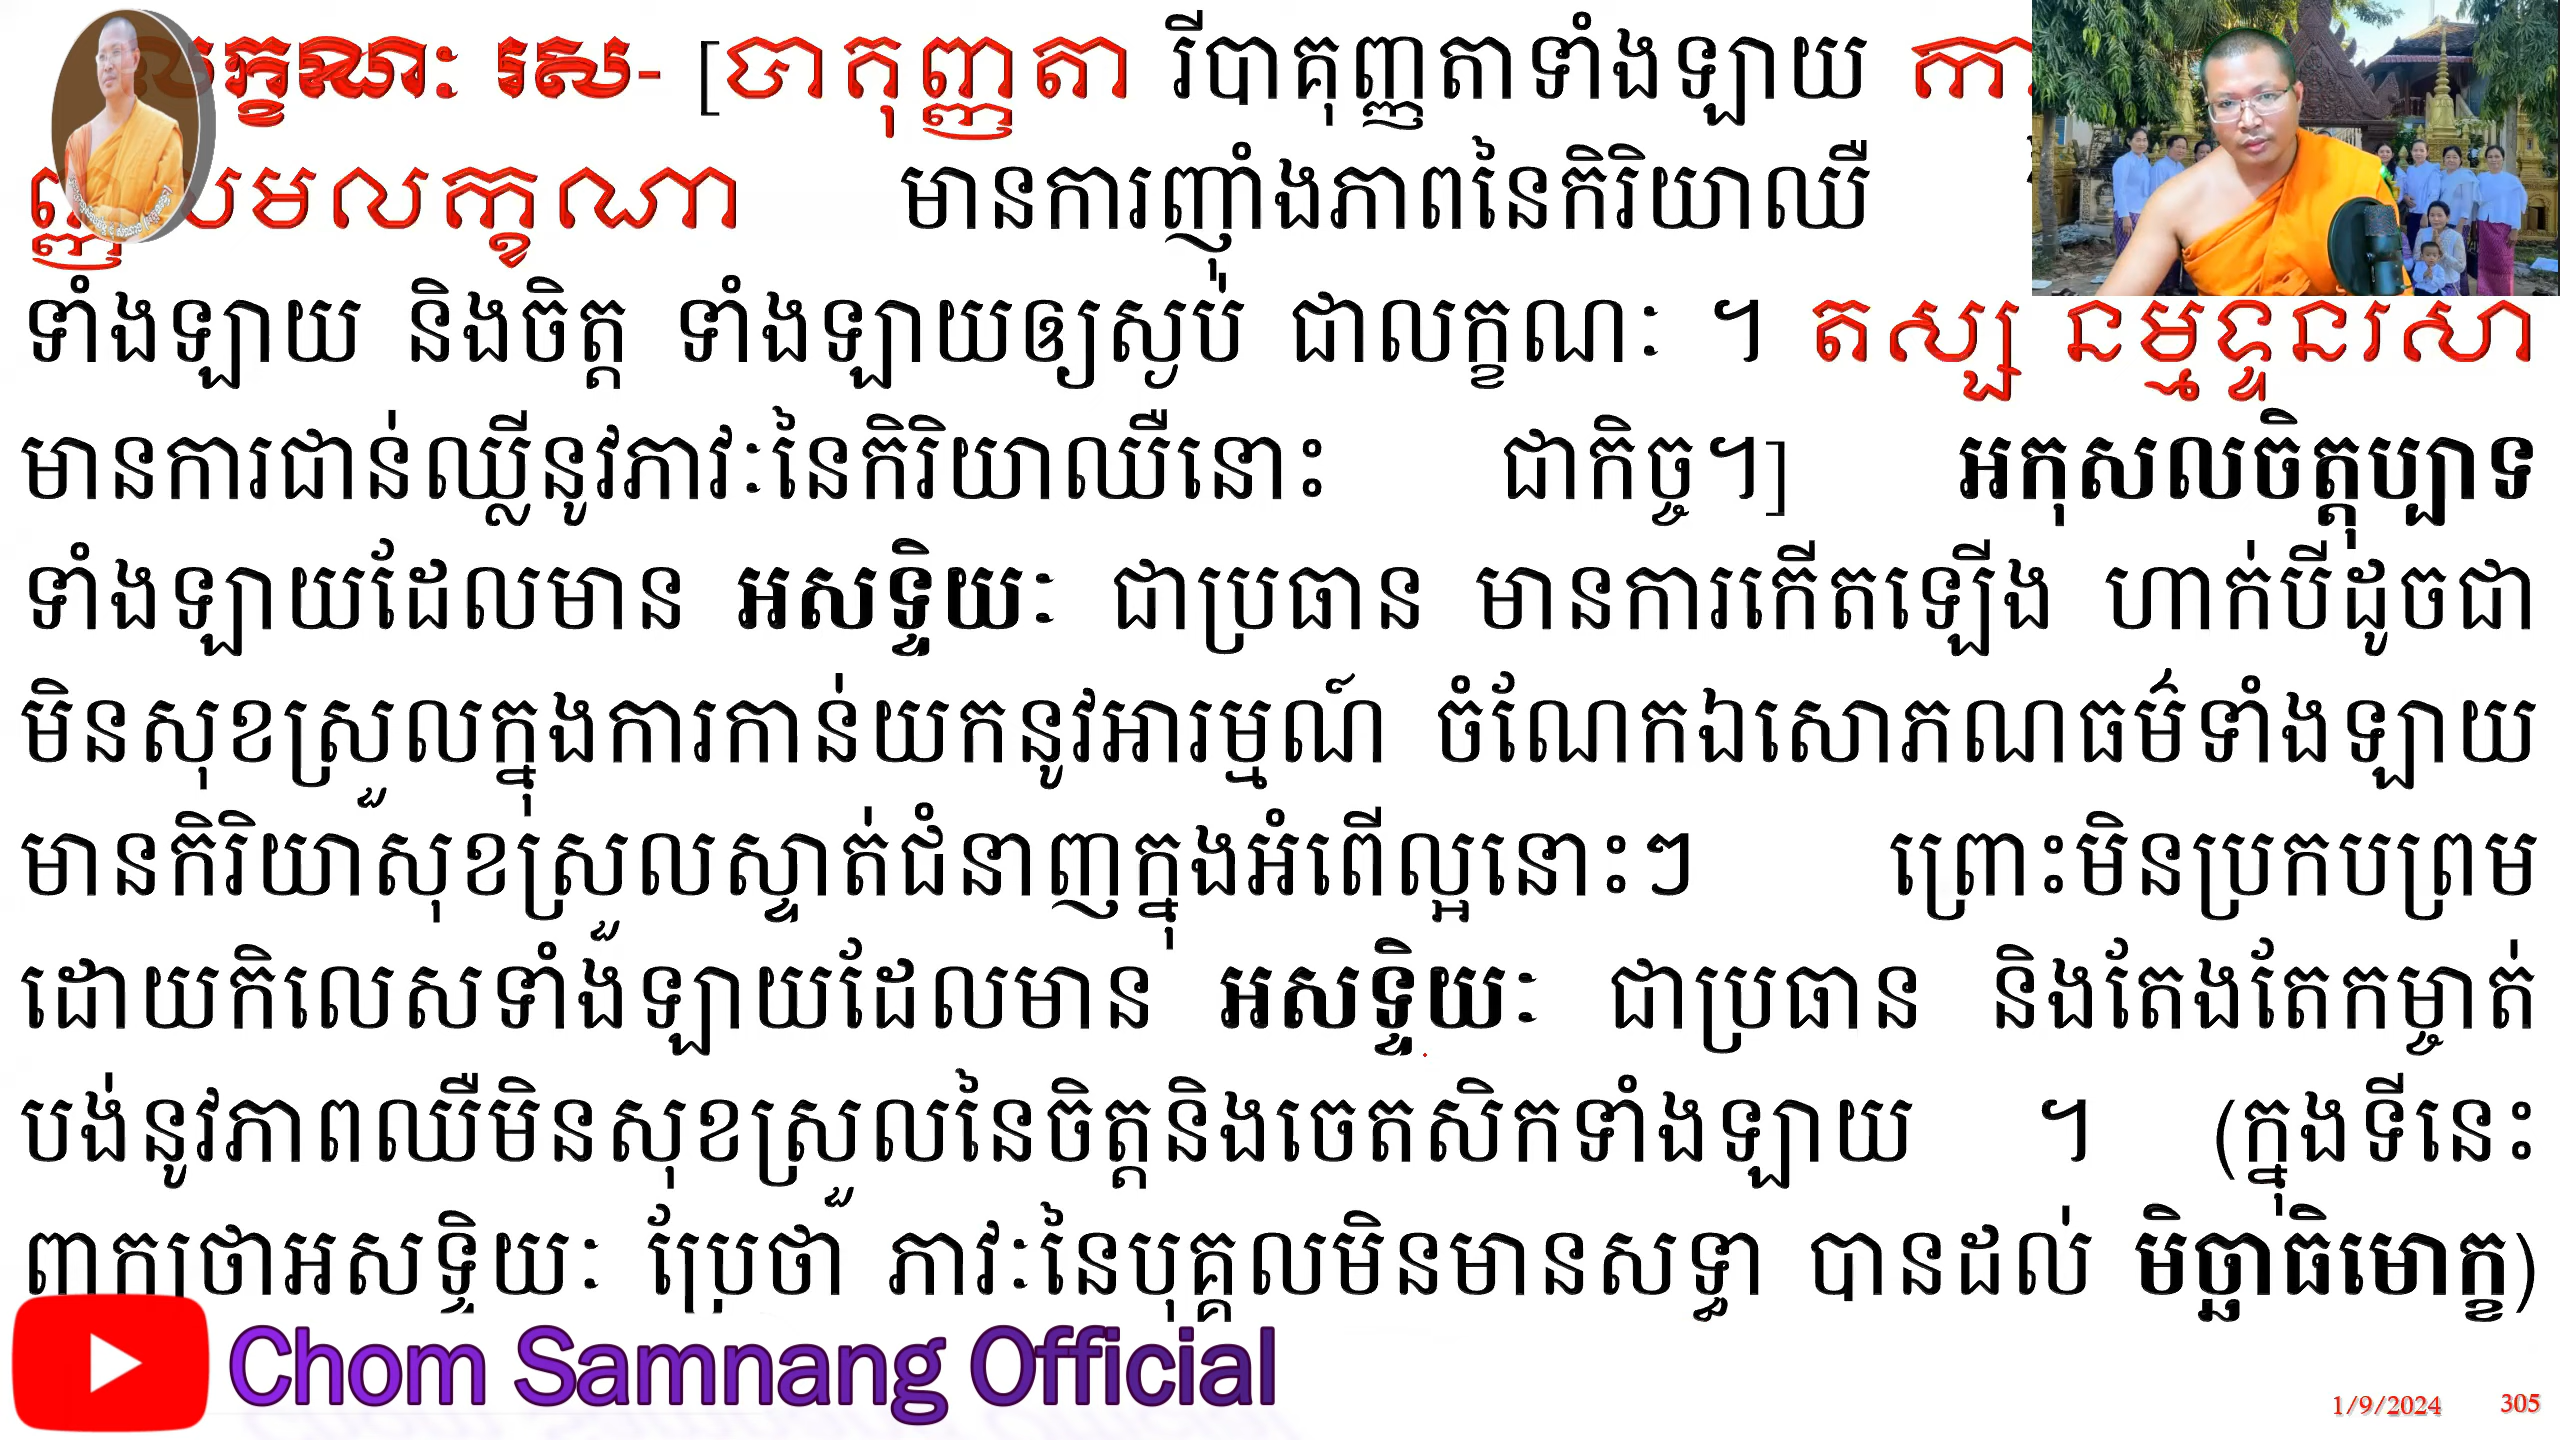 លក្ខណៈ រស- [បាគុញ្ញតា រីបាគុញ្ញតាទាំងឡាយ
មានការញ៉ាំងភាពនៃកិរិយាឈឺ
ទាំងឡាយ និងចិត្ត ទាំងឡាយឲ្យស្ងប់ ជាលក្ខណៈ ។ តស្ស និម្មទ្ទនរសា
មានការជាន់ឈ្លីនូវភាវៈនៃកិរិយាឈឺនោះ ជាកិច្ច។] អកុសលចិត្តុប្បាទ
ទាំងឡាយដែលមាន អសទ្ទិយៈ ជាប្រធាន មានការកើតឡើង ហាក់បីដូចជា
មិនសុខស្រួលក្នុងការកាន់យកនូវអារម្មណ៍ ចំណែកឯសោភណធម៌ទាំងឡាយ
មានកិរិយាសុខស្រួលស្ទាត់ជំនាញក្នុងអំពើល្អនោះៗ ព្រោះមិនប្រកបព្រម
ដោយកិលេសទាំងឡាយដែលមាន អសទ្ទិយៈ ជាប្រធាន និងតែងតែកម្ចាត់
បង់នូវភាពឈឺមិនសុខស្រួលនៃចិត្តនិងចេតសិកទាំងឡាយ ។ (ក្នុងទីនេះ
ពាក្យថាអសទ្ទិយៈ ប្រែថា ភាវៈនៃបុគ្គលមិនមានសទ្ធា បានដល់ មិច្ឆាធិមោក្ខ)
Chom Samnang Official
1/9/2024 305